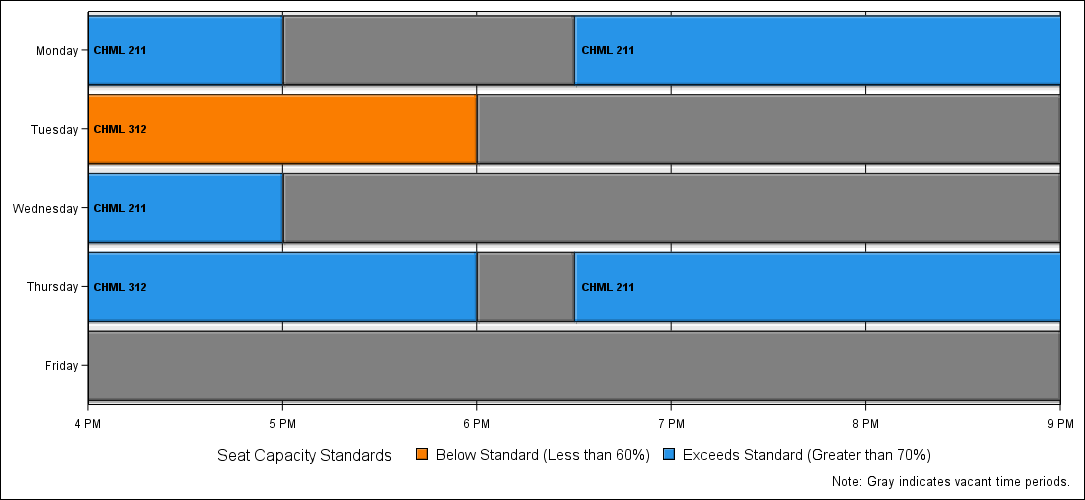 Monday
CHML 211
CHML 211
Tuesday
CHML 312
Wednesday
CHML 211
Thursday
CHML 312
CHML 211
Friday
4 PM 5 PM 6 PM 7 PM 8 PM 9 PM
Seat Capacity Standards Below Standard (Less than 60%) Exceeds Standard (Greater than 70%)
Note: Gray indicates vacant time periods.